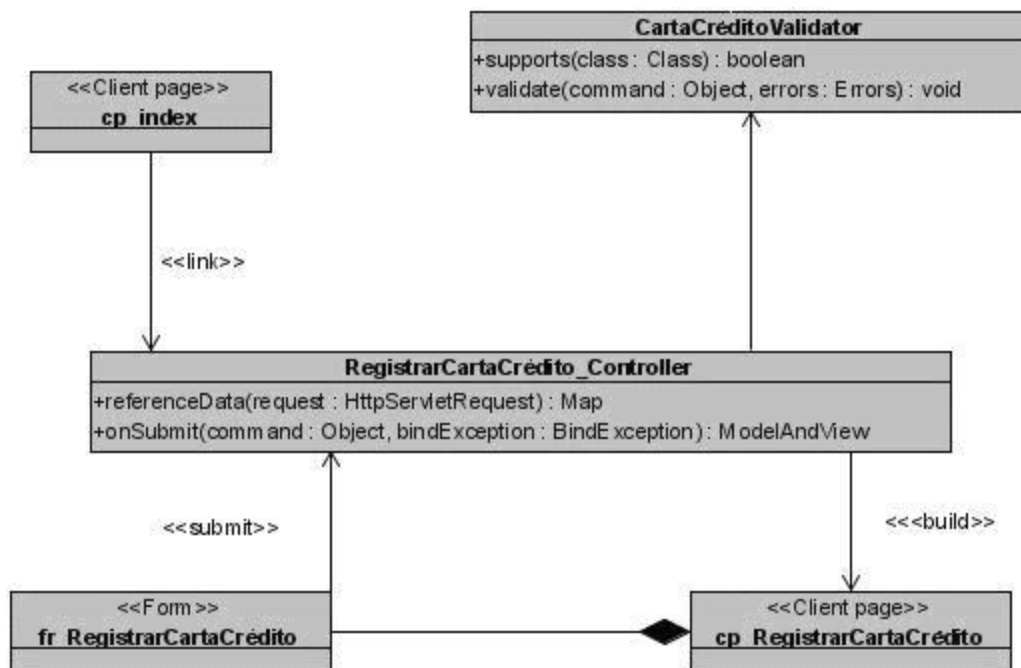 CartaCréditoValidator
+supports(class : Class) : boolean
+validate(command : Object, errors : Errors) : void
<<Client page>>
cp_index
<<link>>
RegistrarCartaCrédito_Controller
+referenceData(request : HttpServletRequest) : Map
+onSubmit(command : Object, bindException : BindException) : ModelAndView
<<submit>>
<<<build>>
<<Form>>
fr_RegistrarCartaCrédito
<<Client page>>
cp_RegistrarCartaCrédito